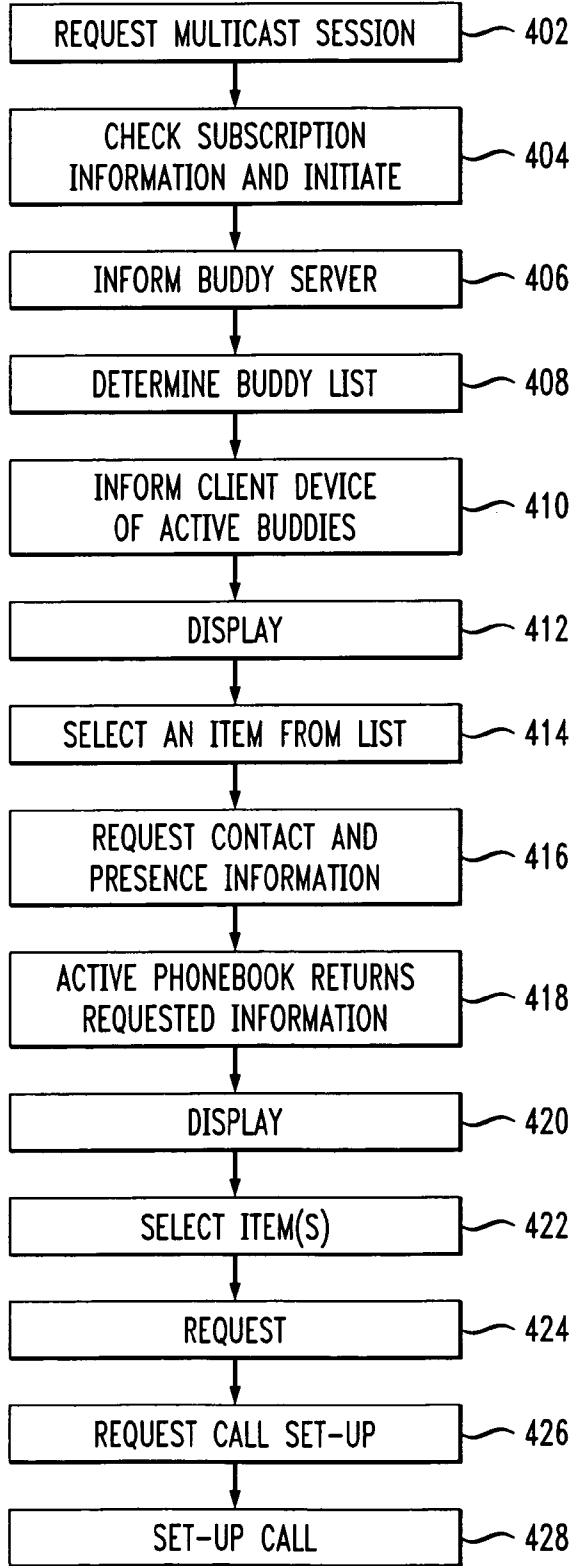 REQUEST MULTICAST SESSION 402
CHECK SUBSCRIPTION
INFORMATION AND INITIATE 404
INFORM BUDDY SERVER 406
DETERMINE BUDDY LIST 408
INFORM CLIENT DEVICE
OF ACTIVE BUDDIES 410
DISPLAY 412
SELECT AN ITEM FROM LIST 414
REQUEST CONTACT AND
PRESENCE INFORMATION 416
ACTIVE PHONEBOOK RETURNS
REQUESTED INFORMATION 418
DISPLAY 420
SELECT ITEM(S) 422
REQUEST 424
REQUEST CALL SET-UP 426
SET-UP CALL 428